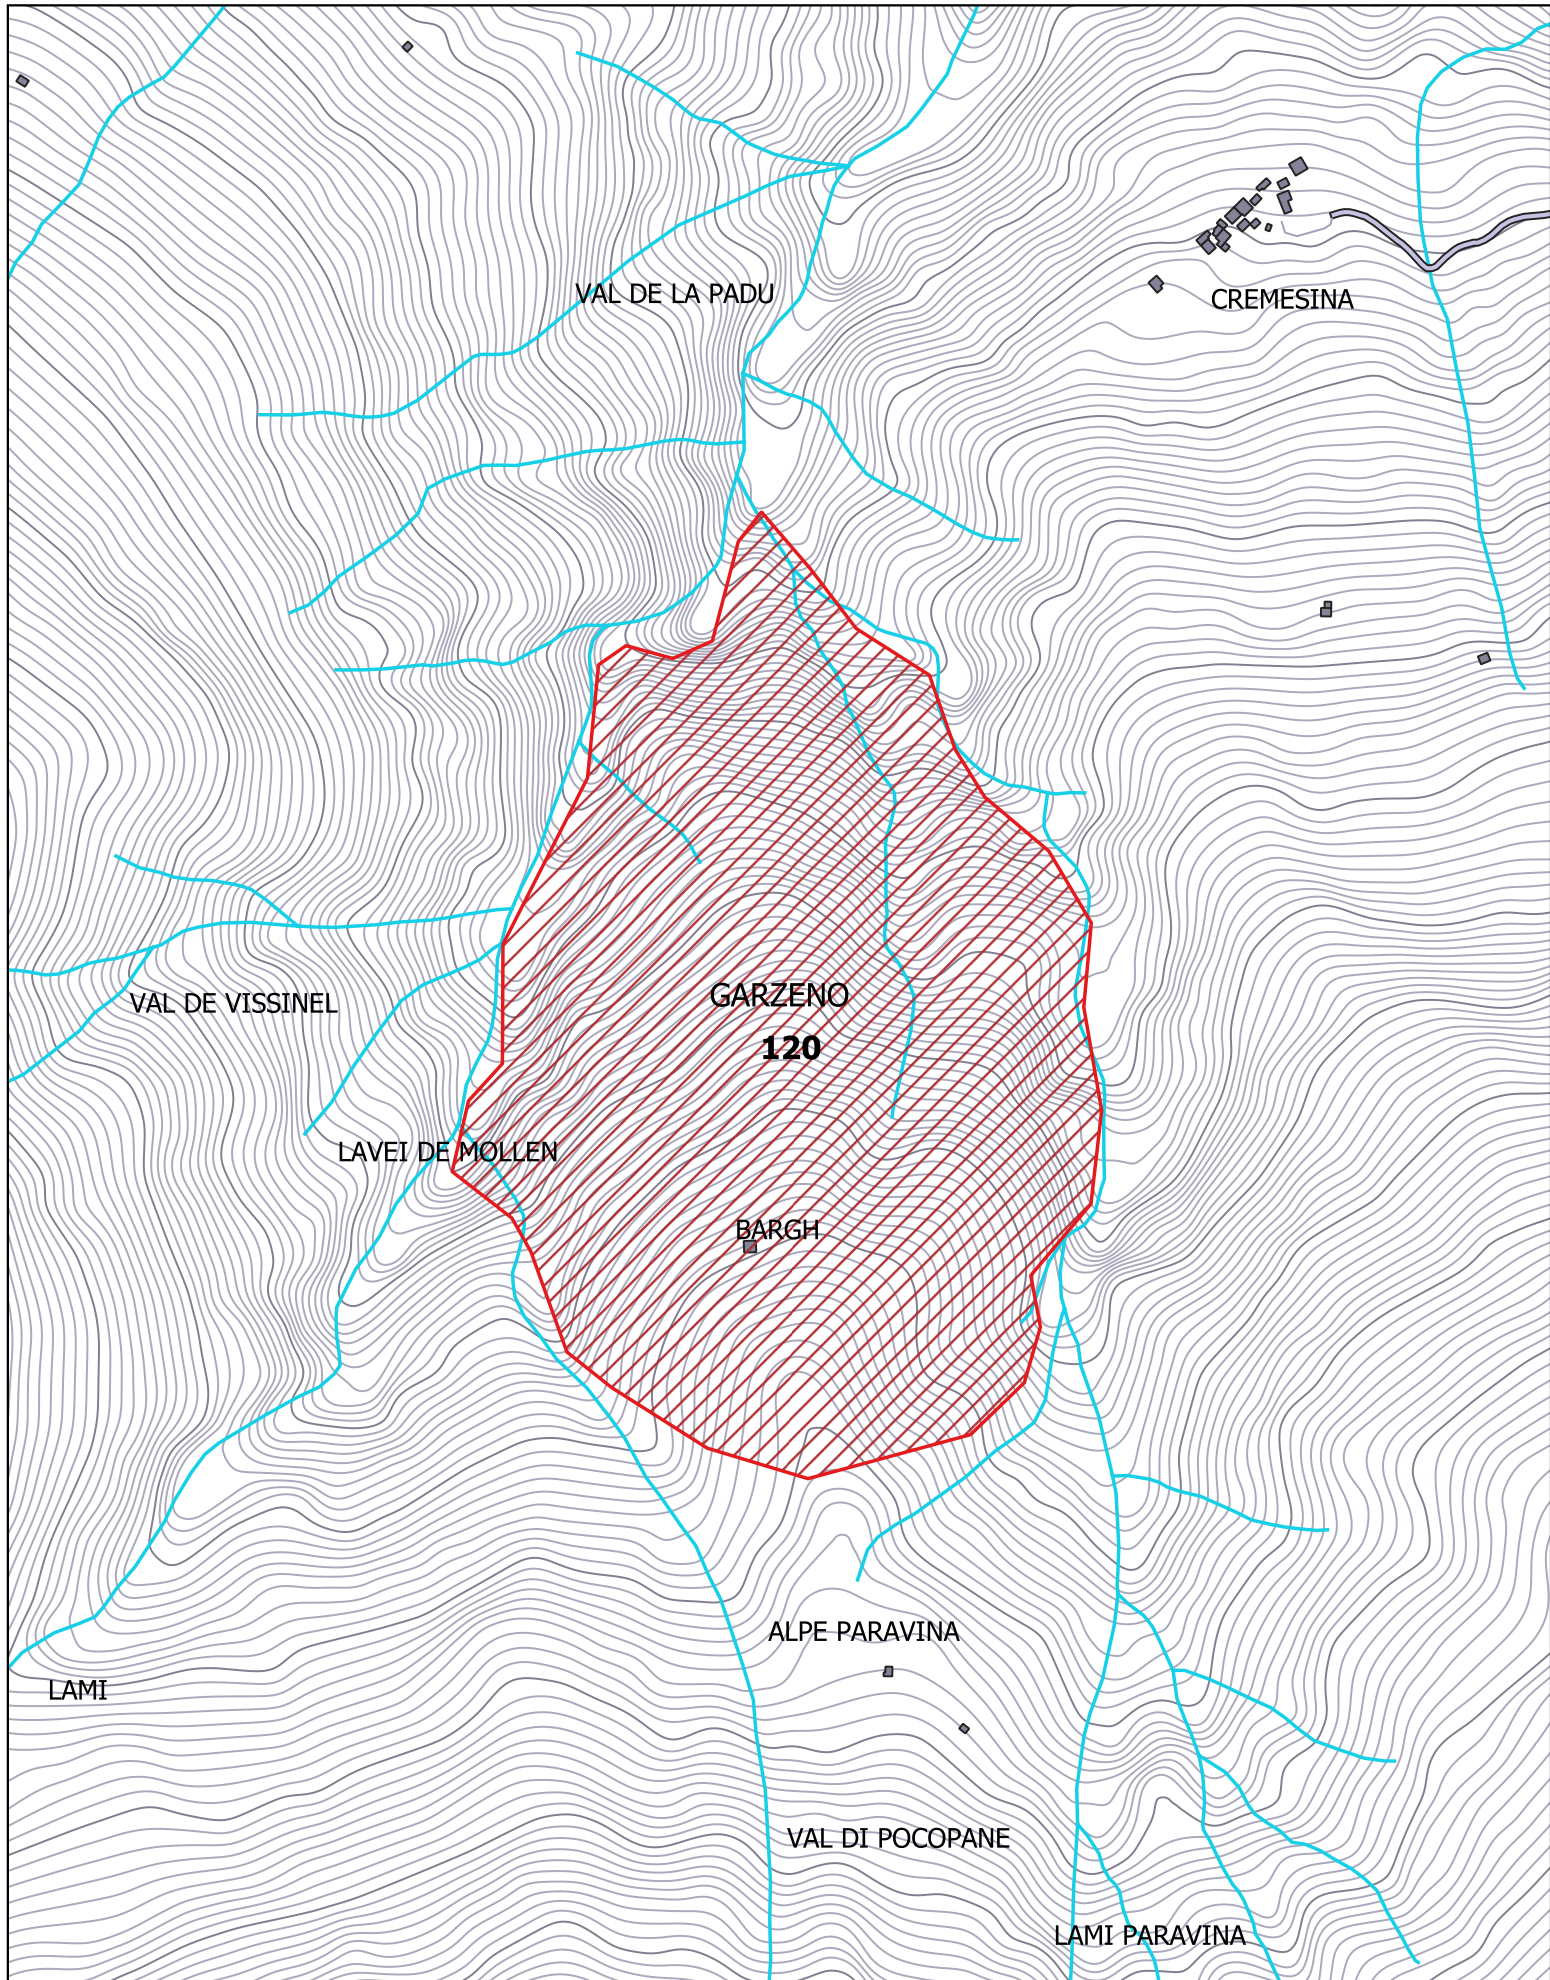 VAL DE LA PADU
CREMESINA
GARZENO
VAL DE VISSINEL
120
LAVEI DE MOLLEN
BARGH
ALPE PARAVINA
LAMI
VAL DI POCOPANE
LAMI PARAVINA